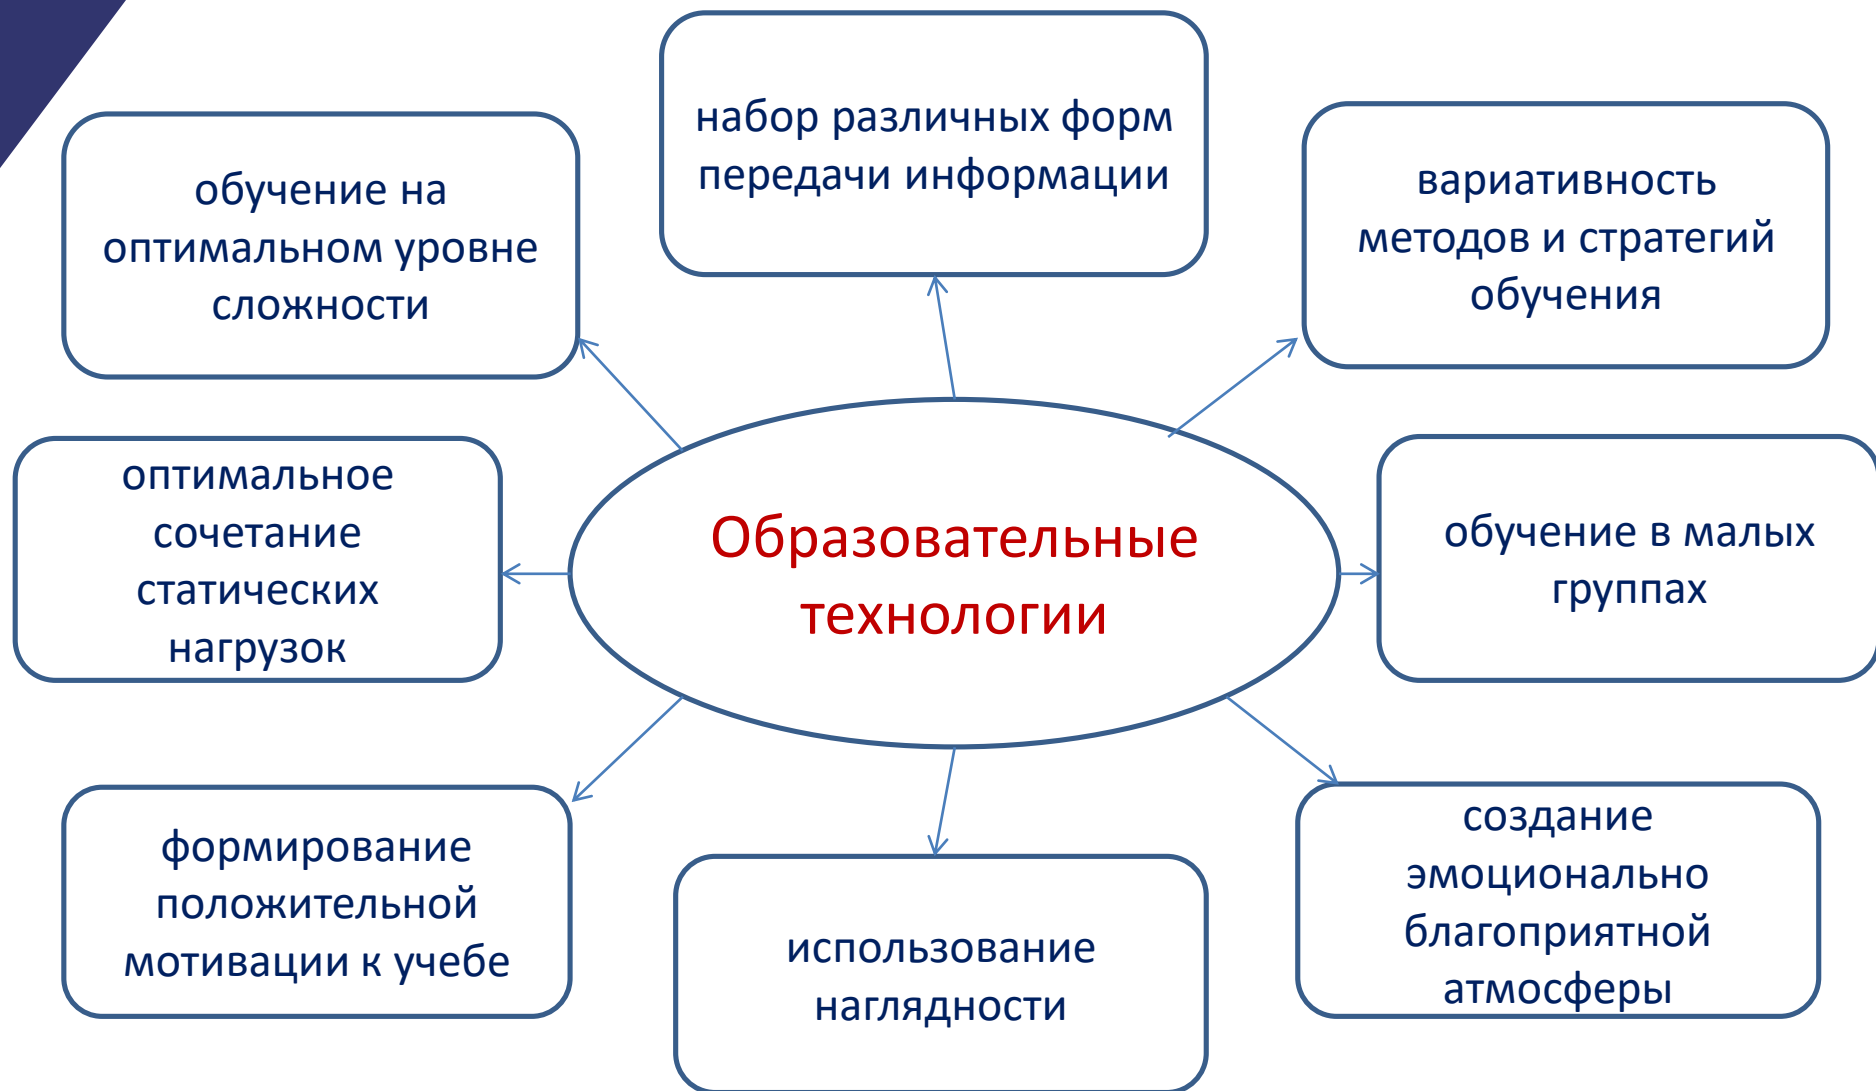 набор различных форм
передачи информации
обучение на
оптимальном уровне
сложности
вариативность
методов и стратегий
обучения
оптимальное
сочетание
статических
нагрузок
Образовательные
технологии
обучение в малых
группах
формирование
положительной
мотивации к учебе
использование
наглядности
создание
эмоционально
благоприятной
атмосферы